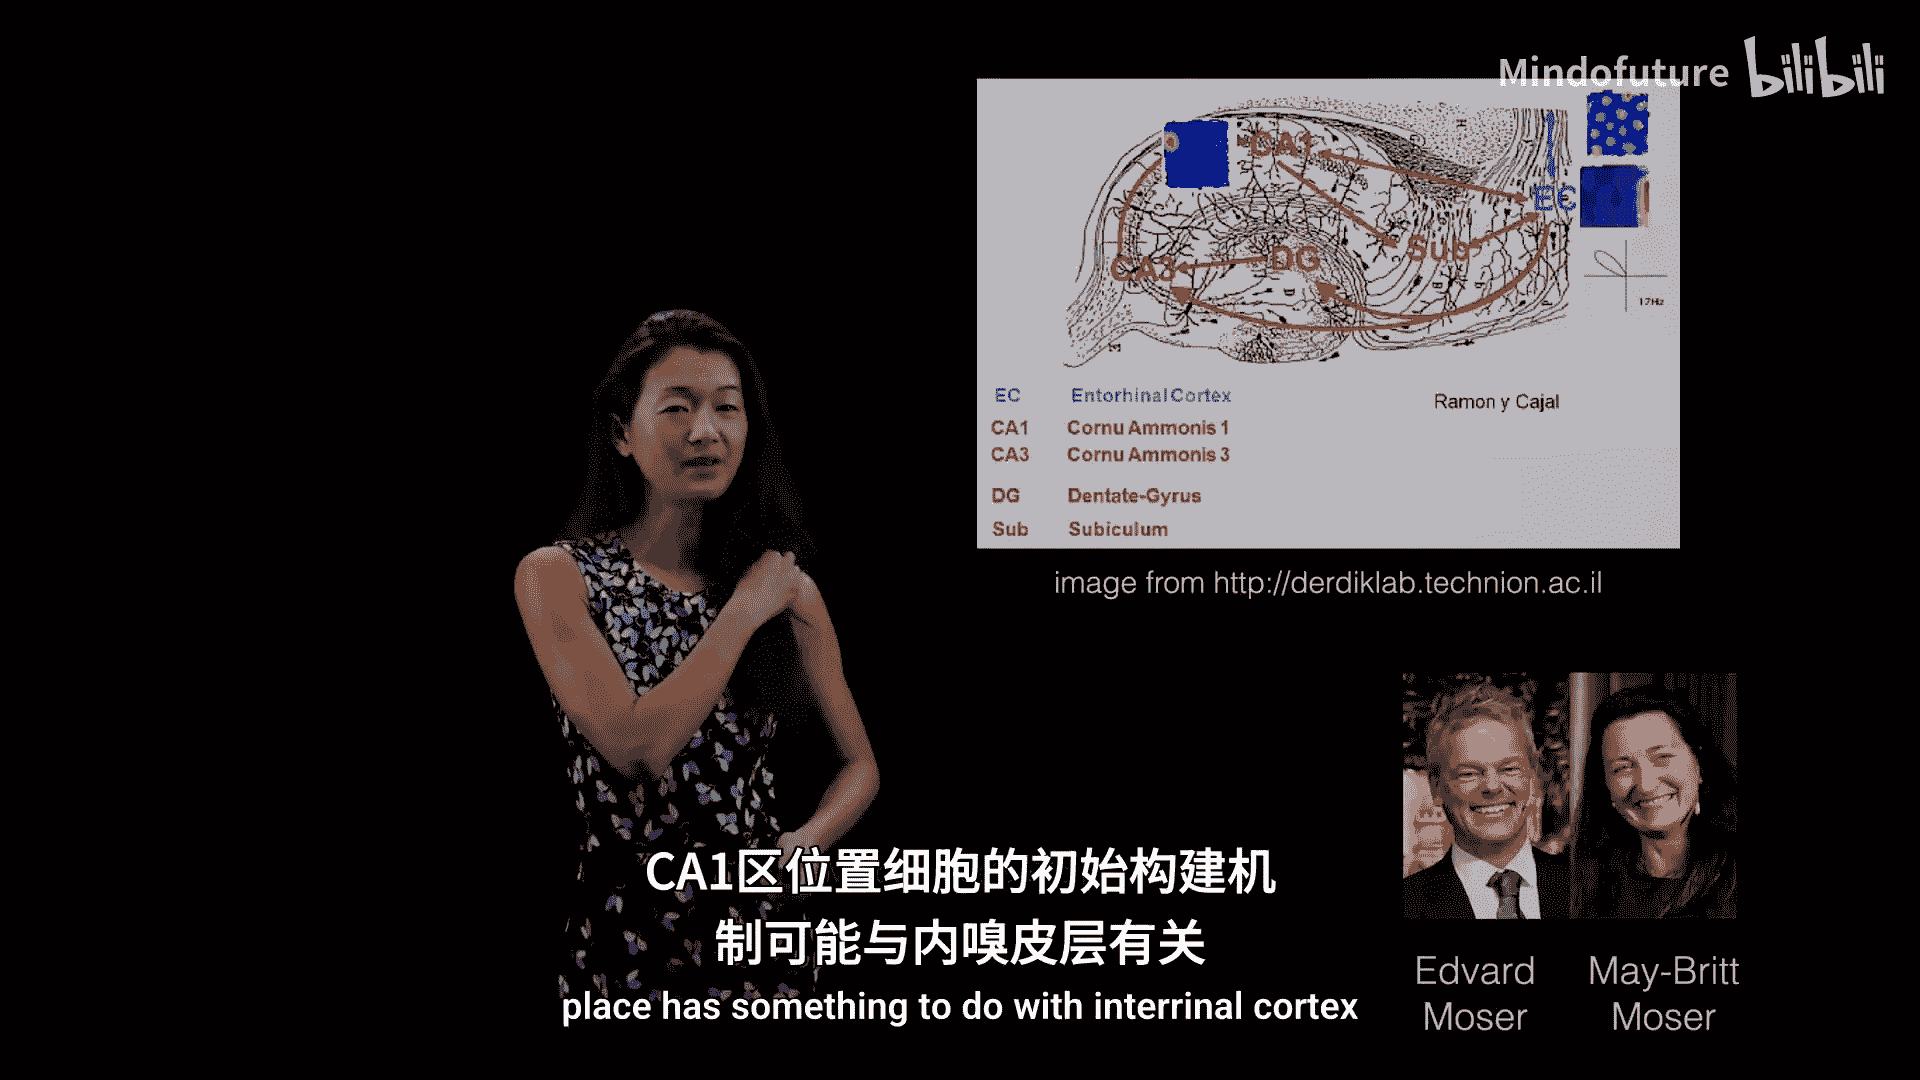 Mindofuture bilibili
CA1
EC
Sub
DG
CA3
17Hz
EC Entorhinal Cortex
Ramon y Cajal
CA1 Cornu Ammonis 1
CA3 Cornu Ammonis 3
DG Dentate-Gyrus
Sub Subiculum
image from http://derdiklab.technion.ac.il
CA1区位置细胞的初始构建机
制可能与内嗅皮层有关
place has something to do with interrinal cortex
Edvard
Moser
May-Britt
Moser